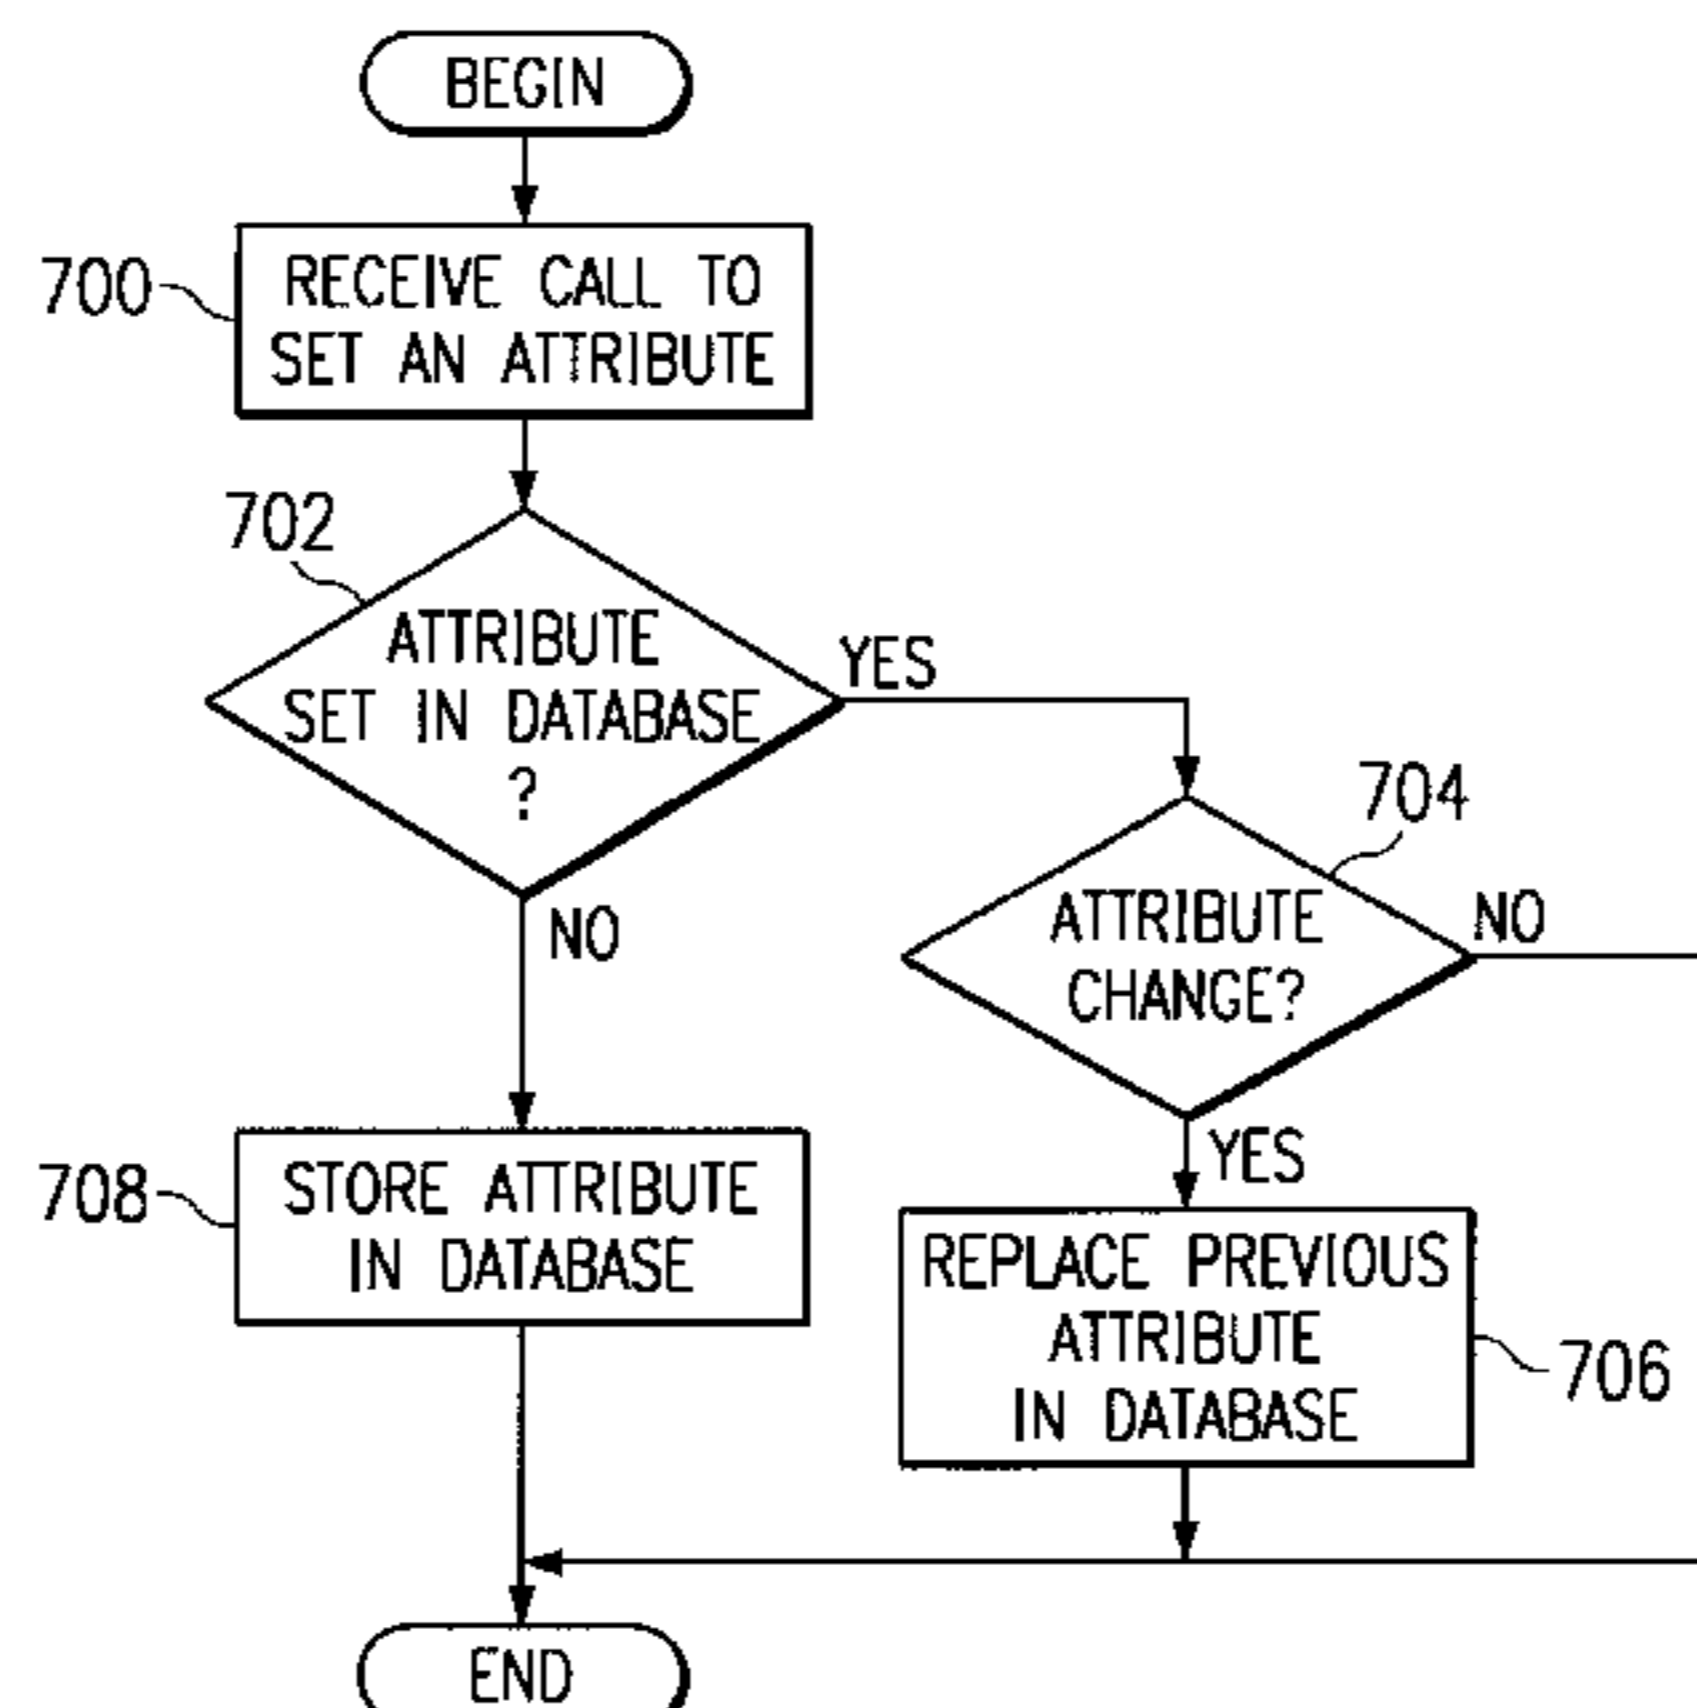 BEGIN
700
RECEIVE CALL TO
SET AN ATTRIBUTE
702
ATTRIBUTE
SET IN DATABASE
?
YES
NO
704
ATTRIBUTE
CHANGE?
NO
YES
708
STORE ATTRIBUTE
IN DATABASE
REPLACE PREVIOUS
ATTRIBUTE
IN DATABASE
706
END